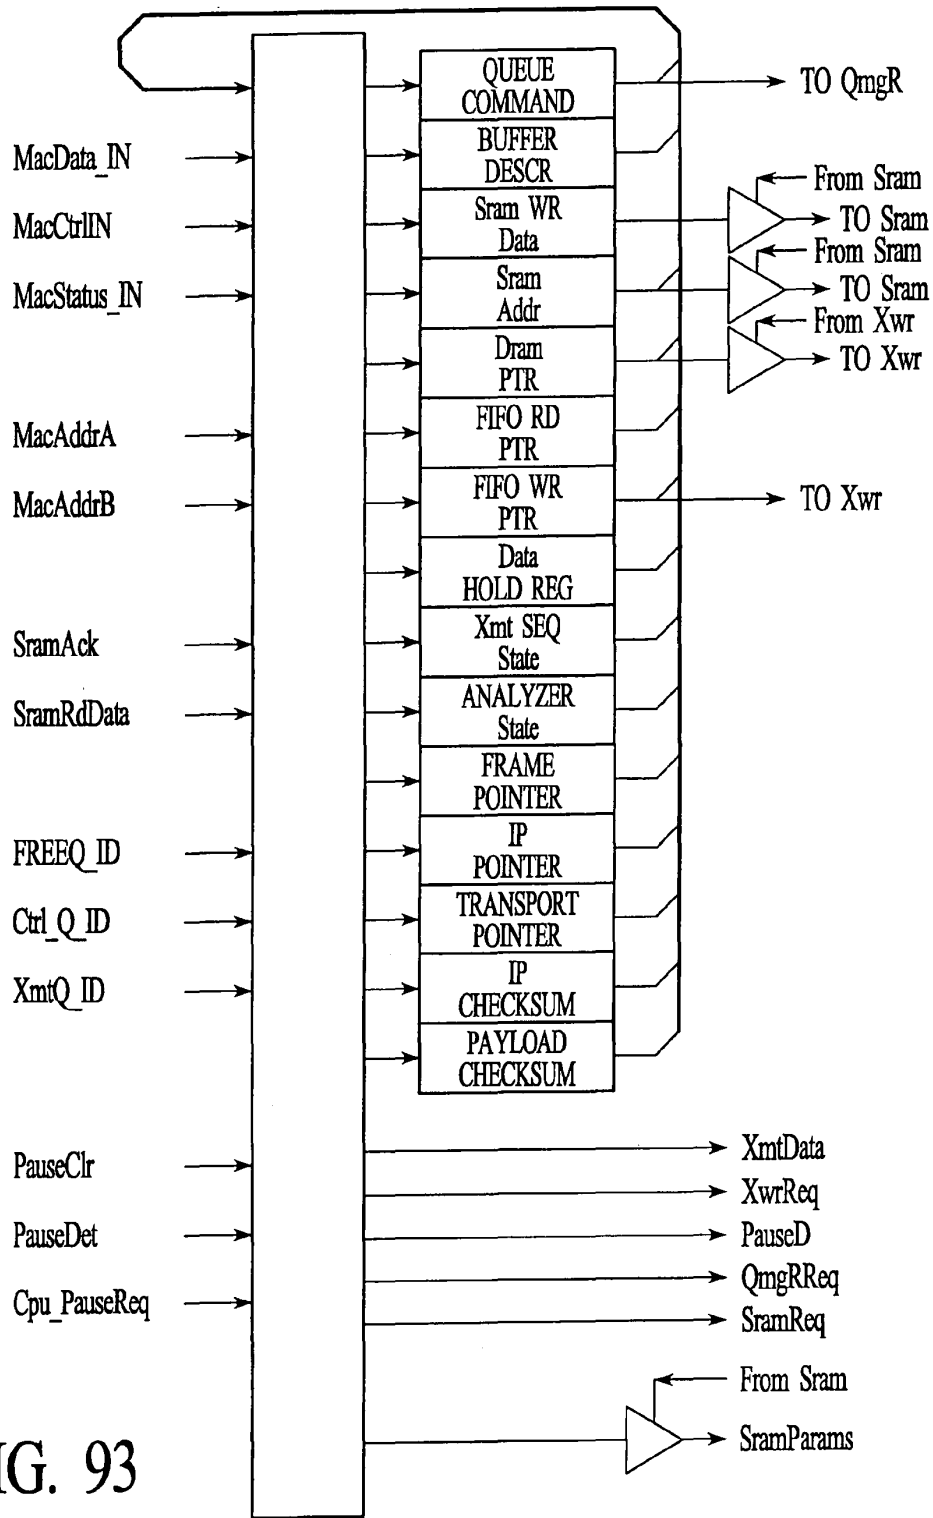 QUEUE
COMMAND
TO QmgR
MacData_IN
BUFFER
DESCR
From Sram
MacCtrlIN
Sram WR
Data
TO Sram
From Sram
MacStatus_IN
Sram
Addr
TO Sram
From Xwr
Dram
PTR
TO Xwr
MacAddrA
FIFO RD
PTR
MacAddrB
FIFO WR
PTR
TO Xwr
Data
HOLD REG
SramAck
Xmt SEQ
State
SramRdData
ANALYZER
State
FRAME
POINTER
FREEQ_ID
IP
POINTER
Ctrl_Q_ID
TRANSPORT
POINTER
XmtQ_ID
IP
CHECKSUM
PAYLOAD
CHECKSUM
PauseClr
XmtData
XwrReq
PauseDet
PauseD
QmgRReq
Cpu_PauseReq
SramReq
From Sram
SramParams
IG. 93